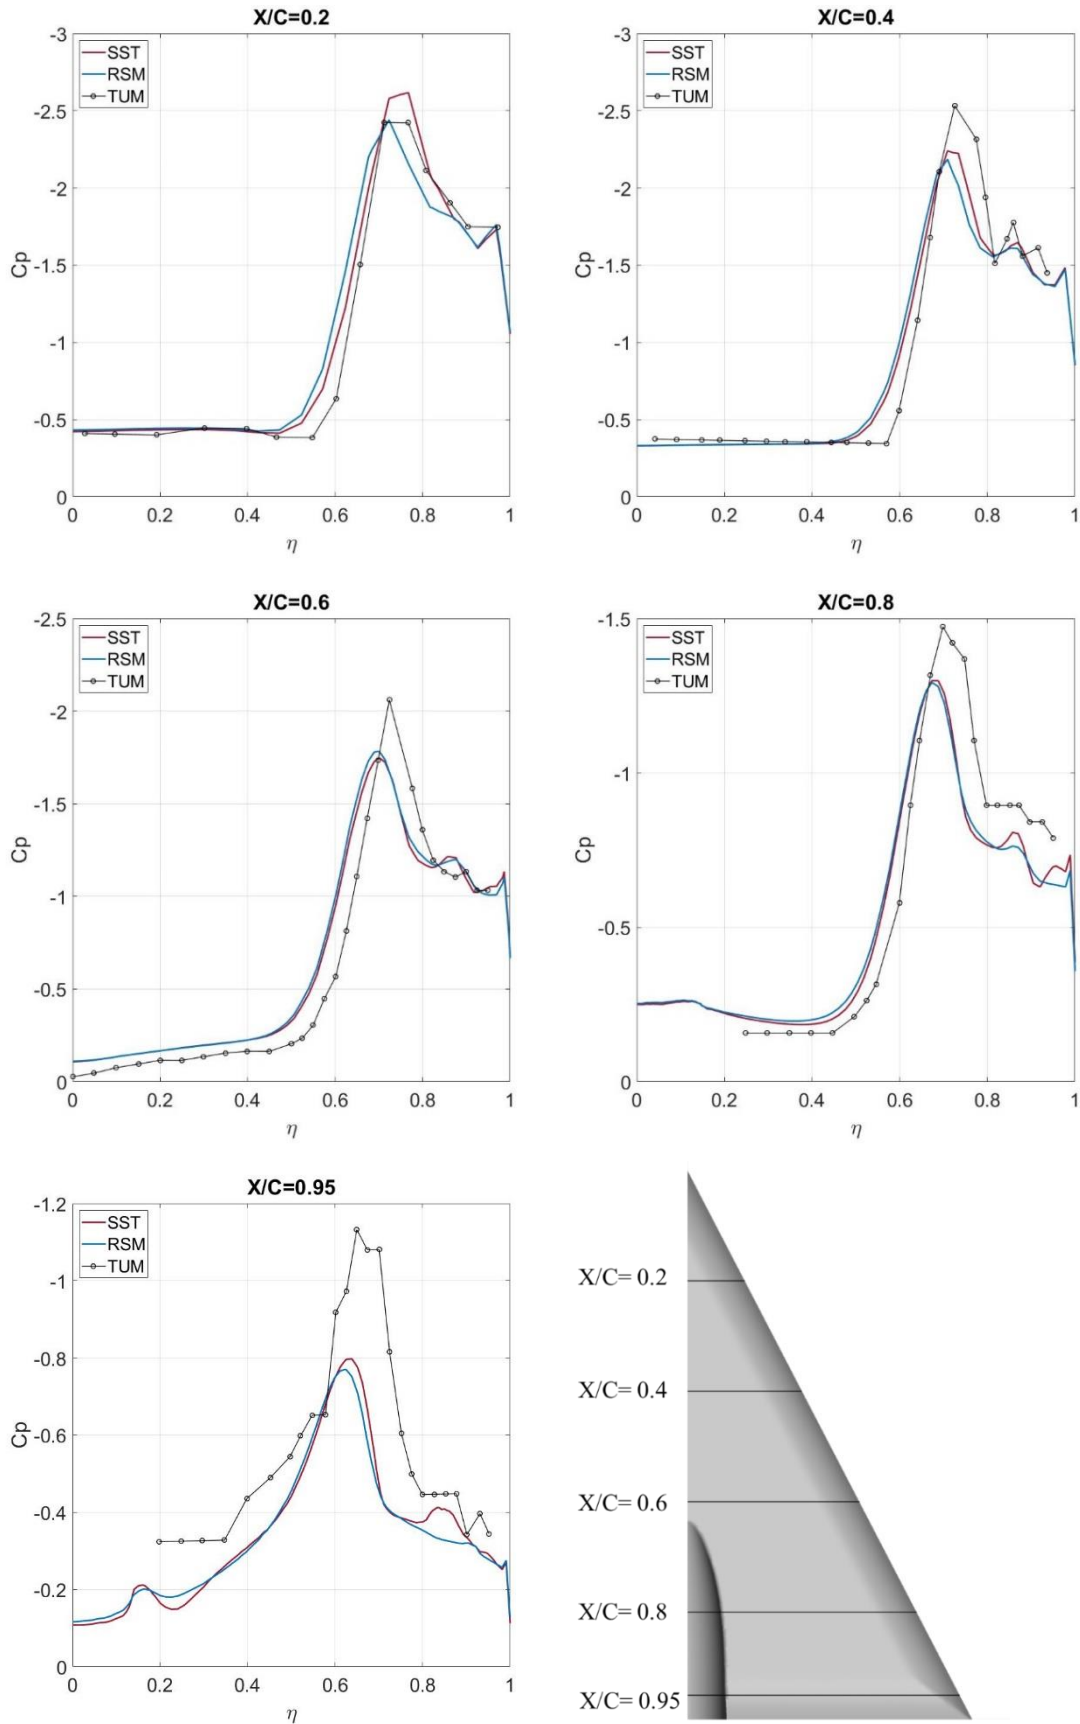 X/C=0.2
-3
-2.5
-2
-1.5
-1
-0.5
0
Cp
SST
RSM
TUM
0 0.2 0.4 0.6 0.8 1
η
X/C=0.4
-3
-2.5
-2
-1.5
-1
-0.5
0
Cp
SST
RSM
TUM
0 0.2 0.4 0.6 0.8 1
η
X/C=0.6
-2.5
-2
-1.5
-1
-0.5
0
Cp
SST
RSM
TUM
0 0.2 0.4 0.6 0.8 1
η
X/C=0.8
-1.5
-1
-0.5
0
Cp
SST
RSM
TUM
0 0.2 0.4 0.6 0.8 1
η
X/C=0.95
-1.2
-1
-0.8
-0.6
-0.4
-0.2
0
Cp
SST
RSM
TUM
0 0.2 0.4 0.6 0.8 1
η
X/C= 0.2
X/C= 0.4
X/C= 0.6
X/C= 0.8
X/C= 0.95